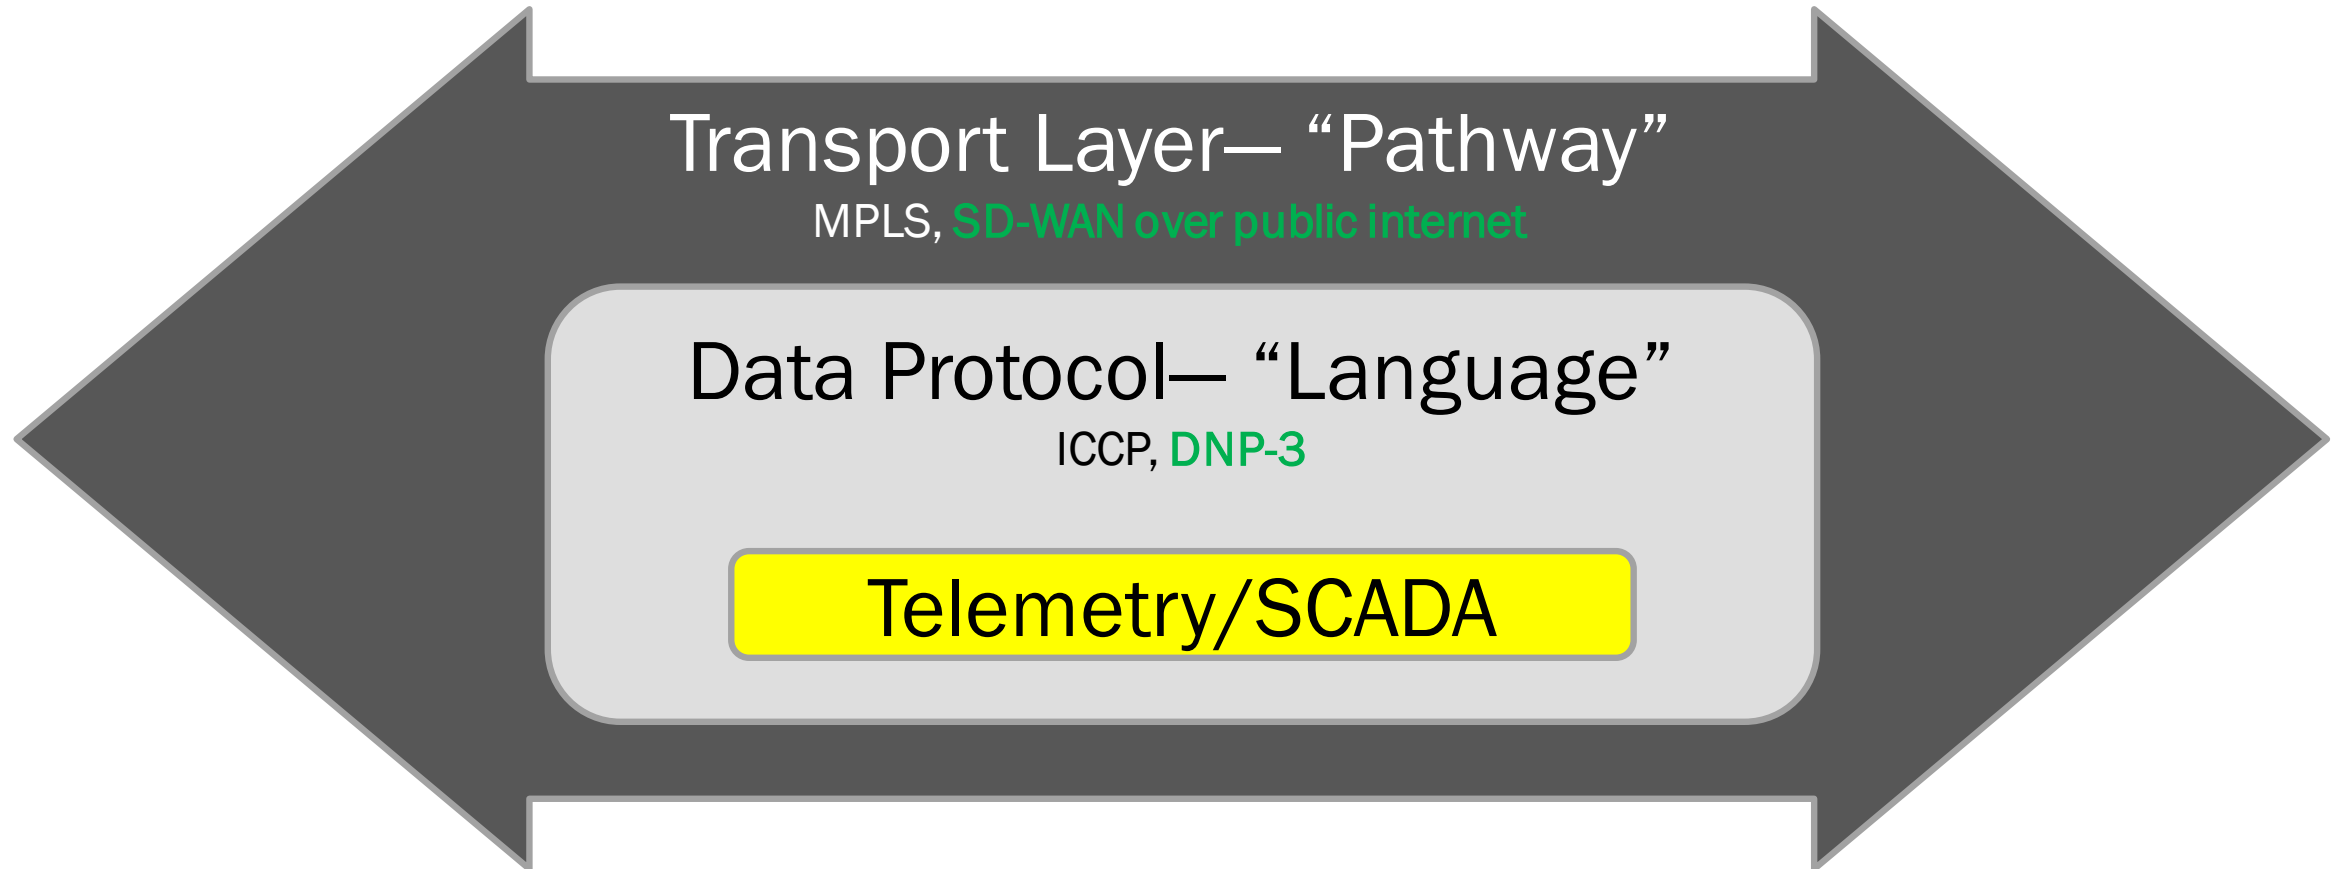 Transport Layer— “Pathway”
MPLS, SD-WAN over public internet
Data Protocol— “Language”
ICCP, DNP-3
Telemetry/SCADA